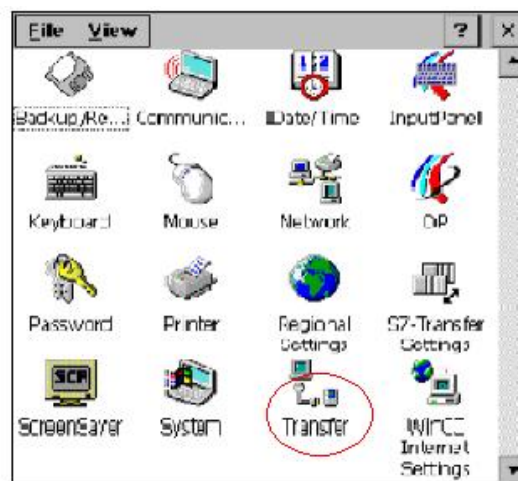 File View ?
Backup/Re... Communic... Date/Time InputPanel
Keyboard Mouse Network OP
Password Printer Regional Settings S7-Transfer Settings
ScreenSaver System Transfer WinCE Internet Settings